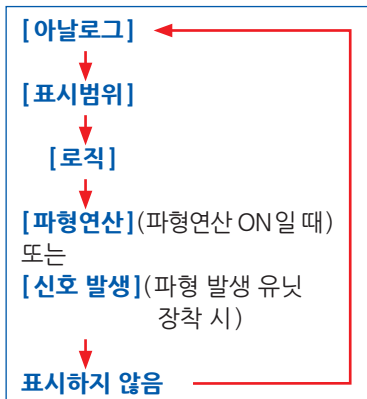 [아날로그]
[표시범위]
[로직]
[파형연산](파형연산 ON일 때)
또는
[신호 발생](파형 발생 유닛
장착 시)
표시하지 않음